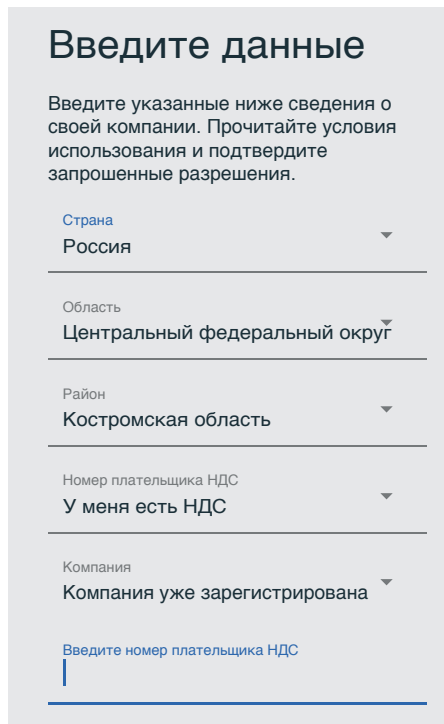 Введите данные
Введите указанные ниже сведения о
своей компании. Прочитайте условия
использования и подтвердите
запрошенные разрешения.
Страна
Россия
Область
Центральный федеральный округ
Район
Костромская область
Номер плательщика НДС
У меня есть НДС
Компания
Компания уже зарегистрирована
Введите номер плательщика НДС